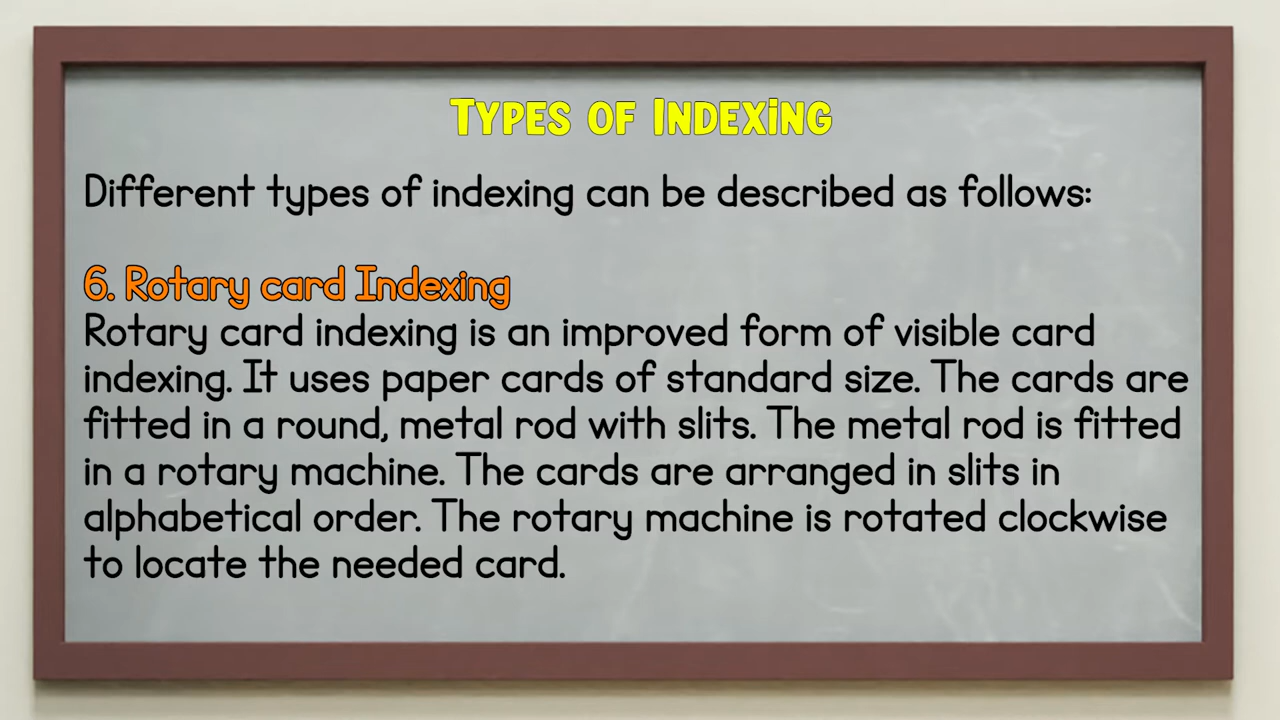 Types of Indexing
Different types of indexing can be described as follows:
6. Rotary card Indexing
Rotary card indexing is an improved form of visible card
indexing. It uses paper cards of standard size. The cards are
fitted in a round, metal rod with slits. The metal rod is fitted
in a rotary machine. The cards are arranged in slits in
alphabetical order. The rotary machine is rotated clockwise
to locate the needed card.